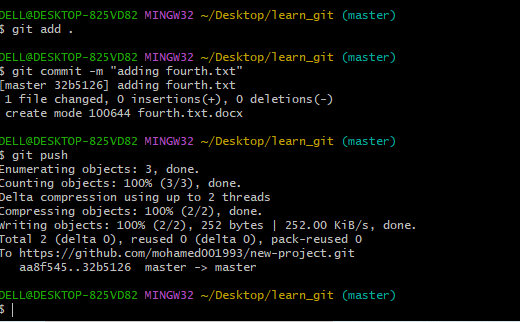 DELL@DESKTOP-825VD82 MINGW32 ~/Desktop/learn_git (master)
$ git add .
DELL@DESKTOP-825VD82 MINGW32 ~/Desktop/learn_git (master)
$ git commit -m "adding fourth.txt"
[master 32b5126] adding fourth.txt
 1 file changed, 0 insertions(+), 0 deletions(-)
 create mode 100644 fourth.txt.docx
DELL@DESKTOP-825VD82 MINGW32 ~/Desktop/learn_git (master)
$ git push
Enumerating objects: 3, done.
Counting objects: 100% (3/3), done.
Delta compression using up to 2 threads
Compressing objects: 100% (2/2), done.
Writing objects: 100% (2/2), 252 bytes | 252.00 KiB/s, done.
Total 2 (delta 0), reused 0 (delta 0), pack-reused 0
To https://github.com/mohamed001993/new-project.git
   aa8f545..32b5126  master -> master
DELL@DESKTOP-825VD82 MINGW32 ~/Desktop/learn_git (master)
$